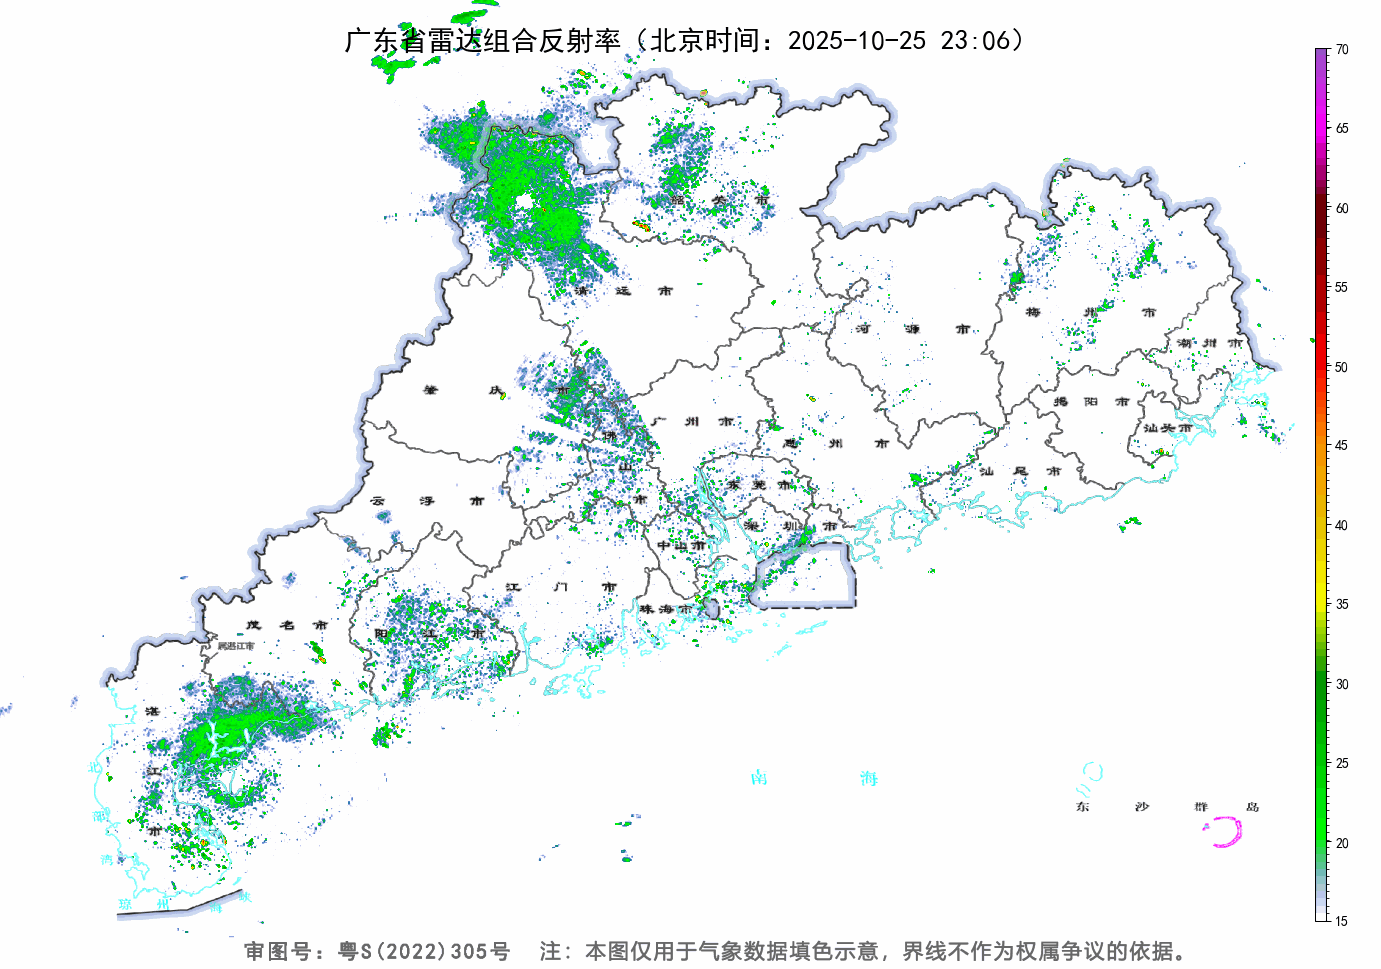 广东省雷达组合反射率（北京时间：2025-10-25 23:06）
70
65
60
55
50
45
40
35
30
25
20
15
韶关市
清远市
河源市
梅州市
潮州市
肇庆市
广州市
惠州市
揭阳市
汕头市
佛山市
东莞市
汕尾市
云浮市
深圳市
中山市
江门市
珠海市
茂名市
属湛江市
阳江市
湛江市
北部湾
南海
东沙群岛
琼州海峡
审图号：粤S(2022)305号 注：本图仅用于气象数据填色示意，界线不作为权属争议的依据。